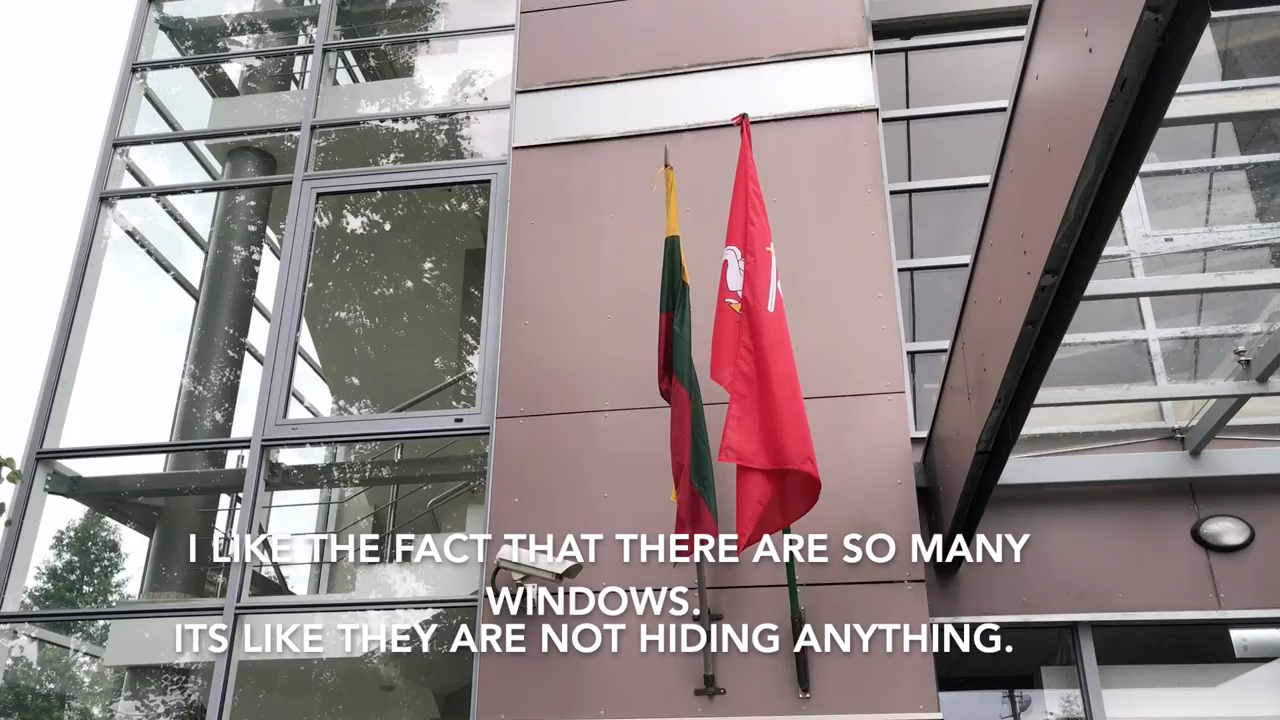 I LIKE THE FACT THAT THERE ARE SO MANY
WINDOWS.
ITS LIKE THEY ARE NOT HIDING ANYTHING.